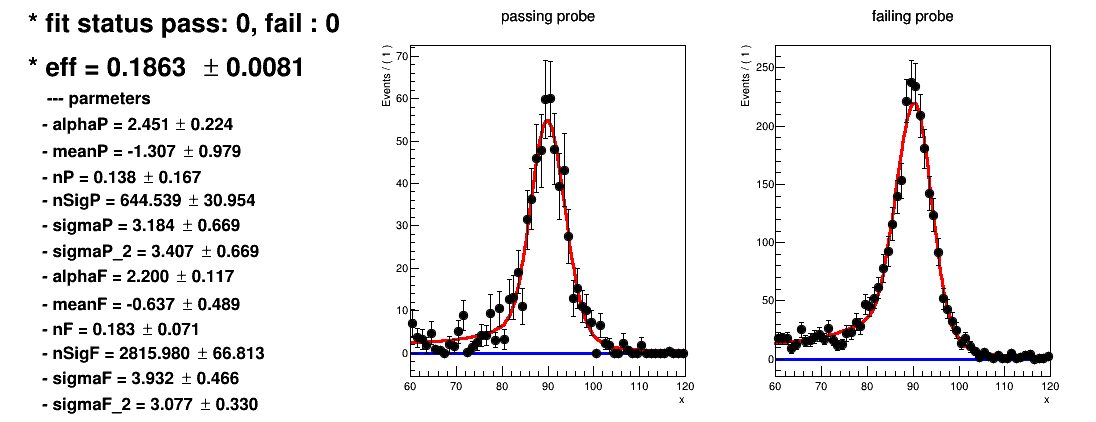 * fit status pass: 0, fail : 0
* eff = 0.1863 ± 0.0081
--- parmeters
- alphaP = 2.451 ± 0.224
- meanP = -1.307 ± 0.979
- nP = 0.138 ± 0.167
- nSigP = 644.539 ± 30.954
- sigmaP = 3.184 ± 0.669
- sigmaP_2 = 3.407 ± 0.669
- alphaF = 2.200 ± 0.117
- meanF = -0.637 ± 0.489
- nF = 0.183 ± 0.071
- nSigF = 2815.980 ± 66.813
- sigmaF = 3.932 ± 0.466
- sigmaF_2 = 3.077 ± 0.330
passing probe
Events / ( 1 )
70
60
50
40
30
20
10
0
60 70 80 90 100 110 120
x
failing probe
Events / ( 1 )
250
200
150
100
50
0
60 70 80 90 100 110 120
x